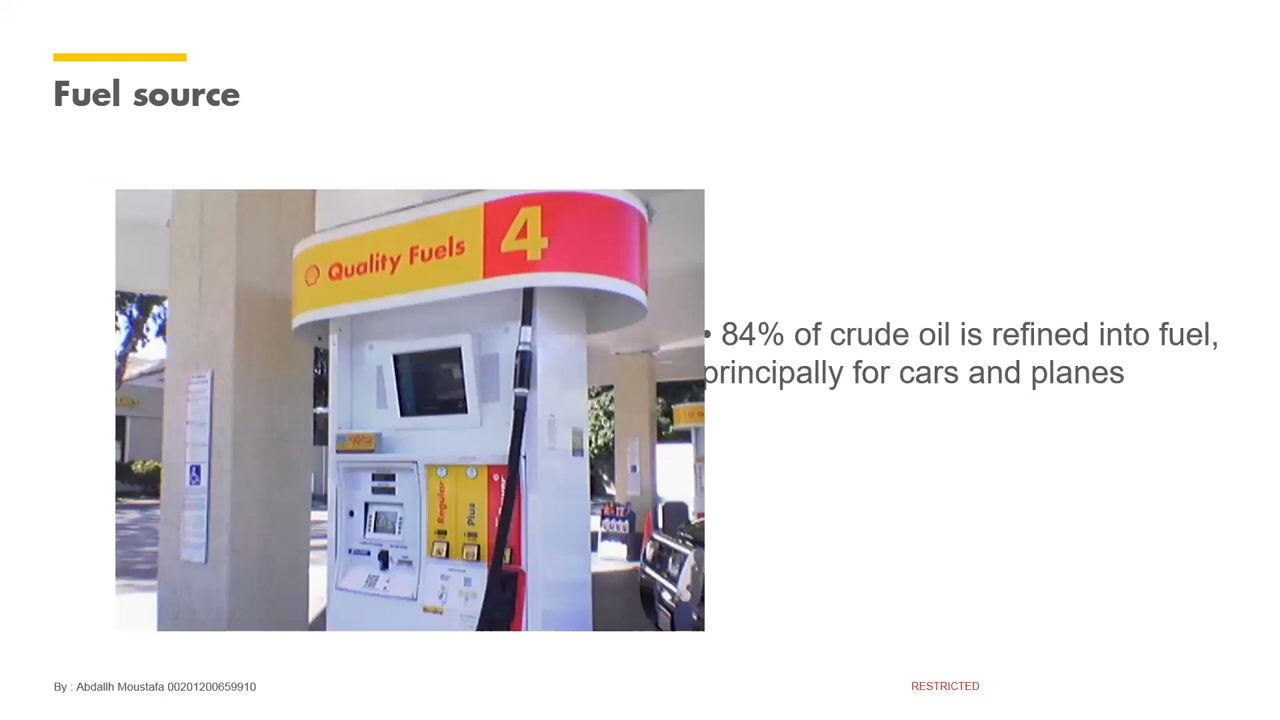 Fuel source
Quality Fuels 4
Regular
Plus
• 84% of crude oil is refined into fuel,
principally for cars and planes
By : Abdallh Moustafa 00201200659910
RESTRICTED